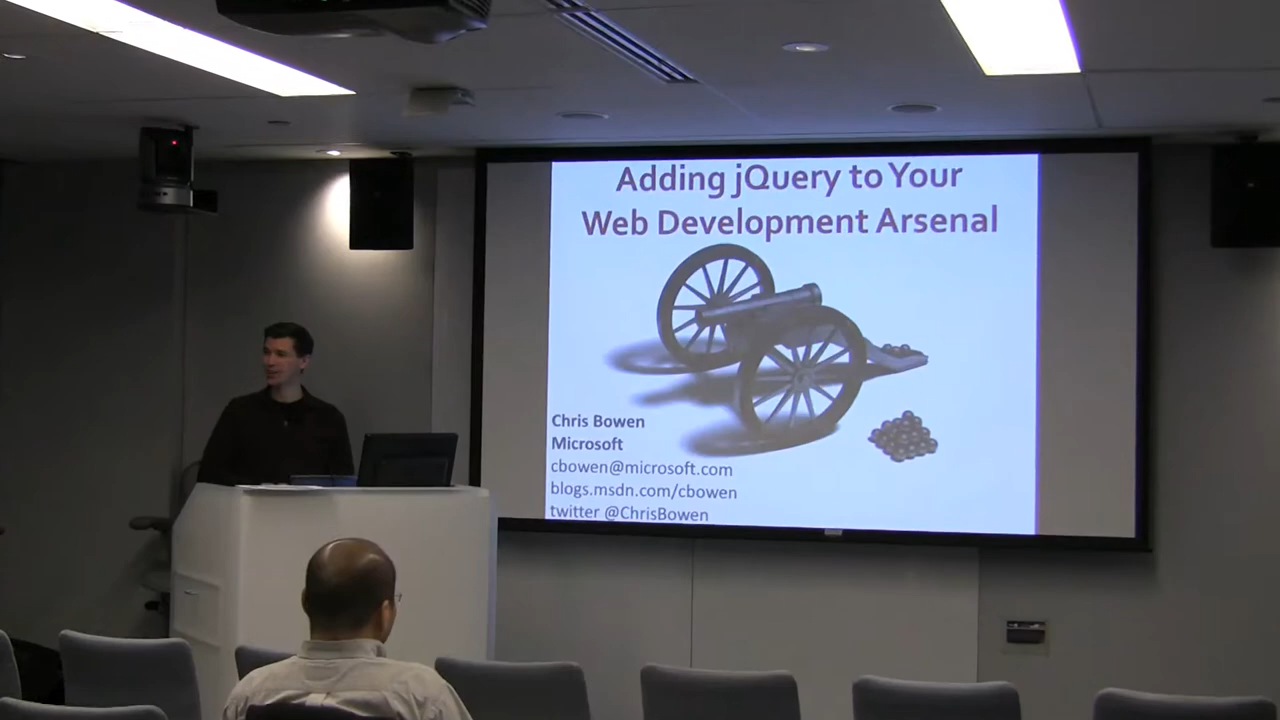 Adding jQuery to Your
Web Development Arsenal
Chris Bowen
Microsoft
cbowen@microsoft.com
blogs.msdn.com/cbowen
twitter @ChrisBowen